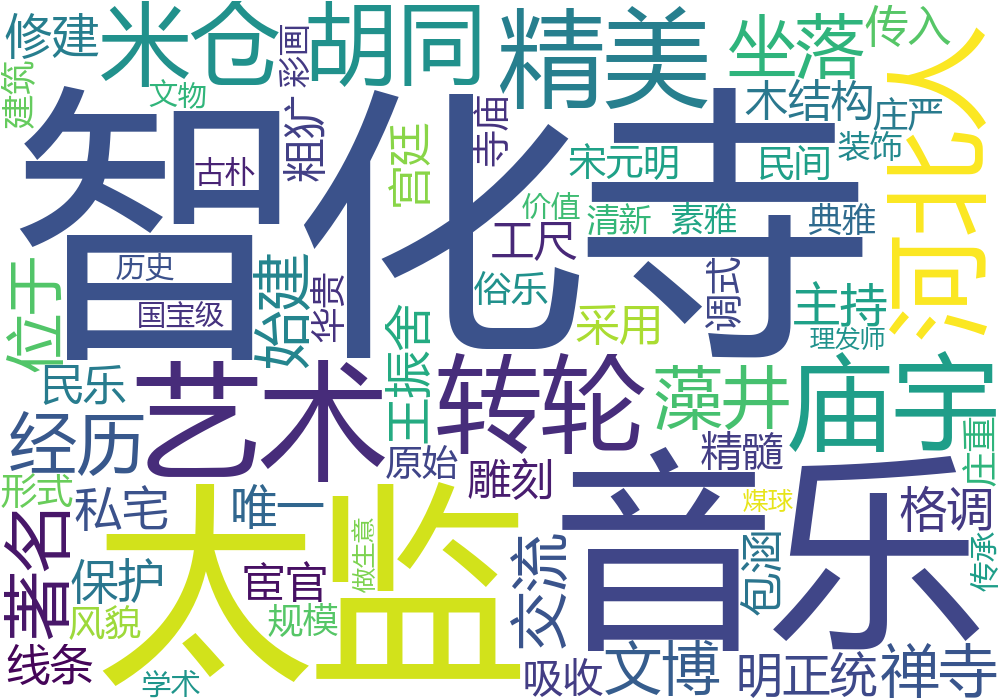 修建
米仓
胡同
彩画
精美
坐落
传入
河北人
建筑
文物
粗犷
宫廷
寺庙
木结构
庄严
装饰
智化寺
古朴
宋元明
民间
价值
清新
素雅
典雅
工尺
位于
历史
国宝级
始建
华贵
俗乐
采用
调式
主持
理发师
民乐
艺术
王振舍
转轮
藻井
庙宇
经历
原始
雕刻
精髓
庄重
形式
私宅
唯一
太监
音乐
煤球
格调
著名
保护
宦官
做生意
交流
包涵
传承
风貌
规模
线条
学术
吸收
文博
明正统
禅寺